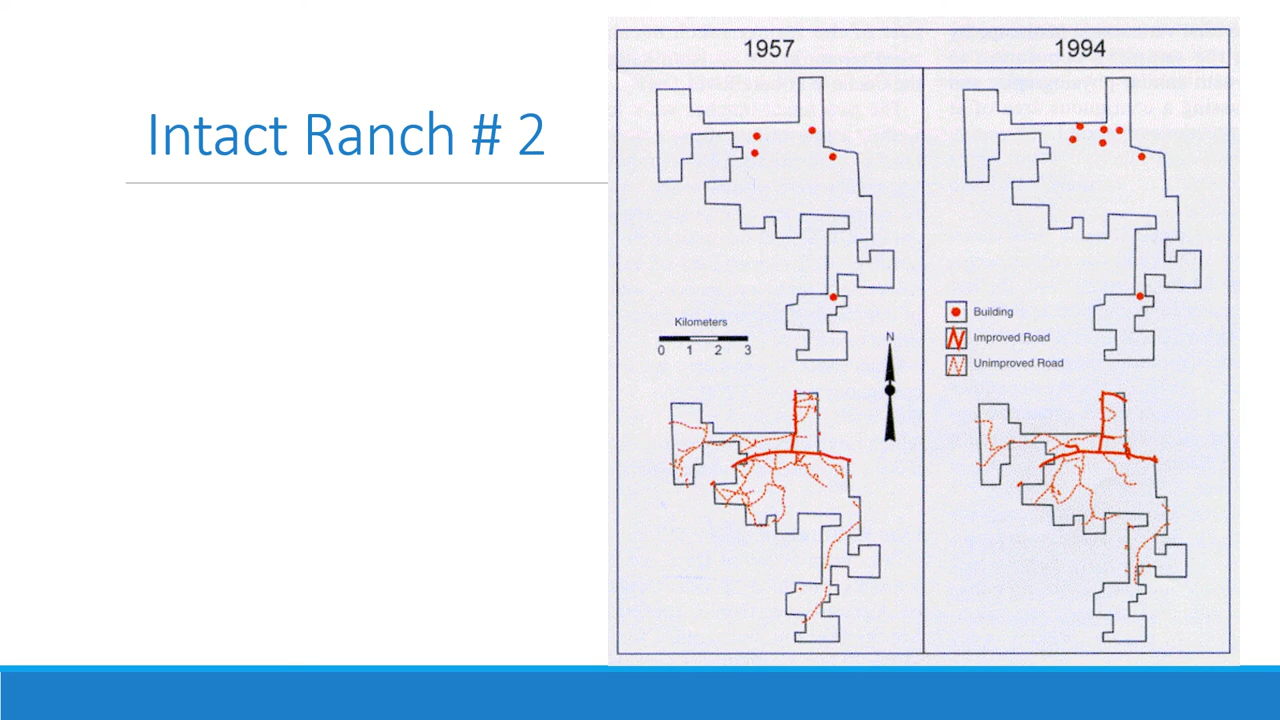 Intact Ranch # 2
1957
1994
Kilometers
0 1 2 3
N
Building
Improved Road
Unimproved Road